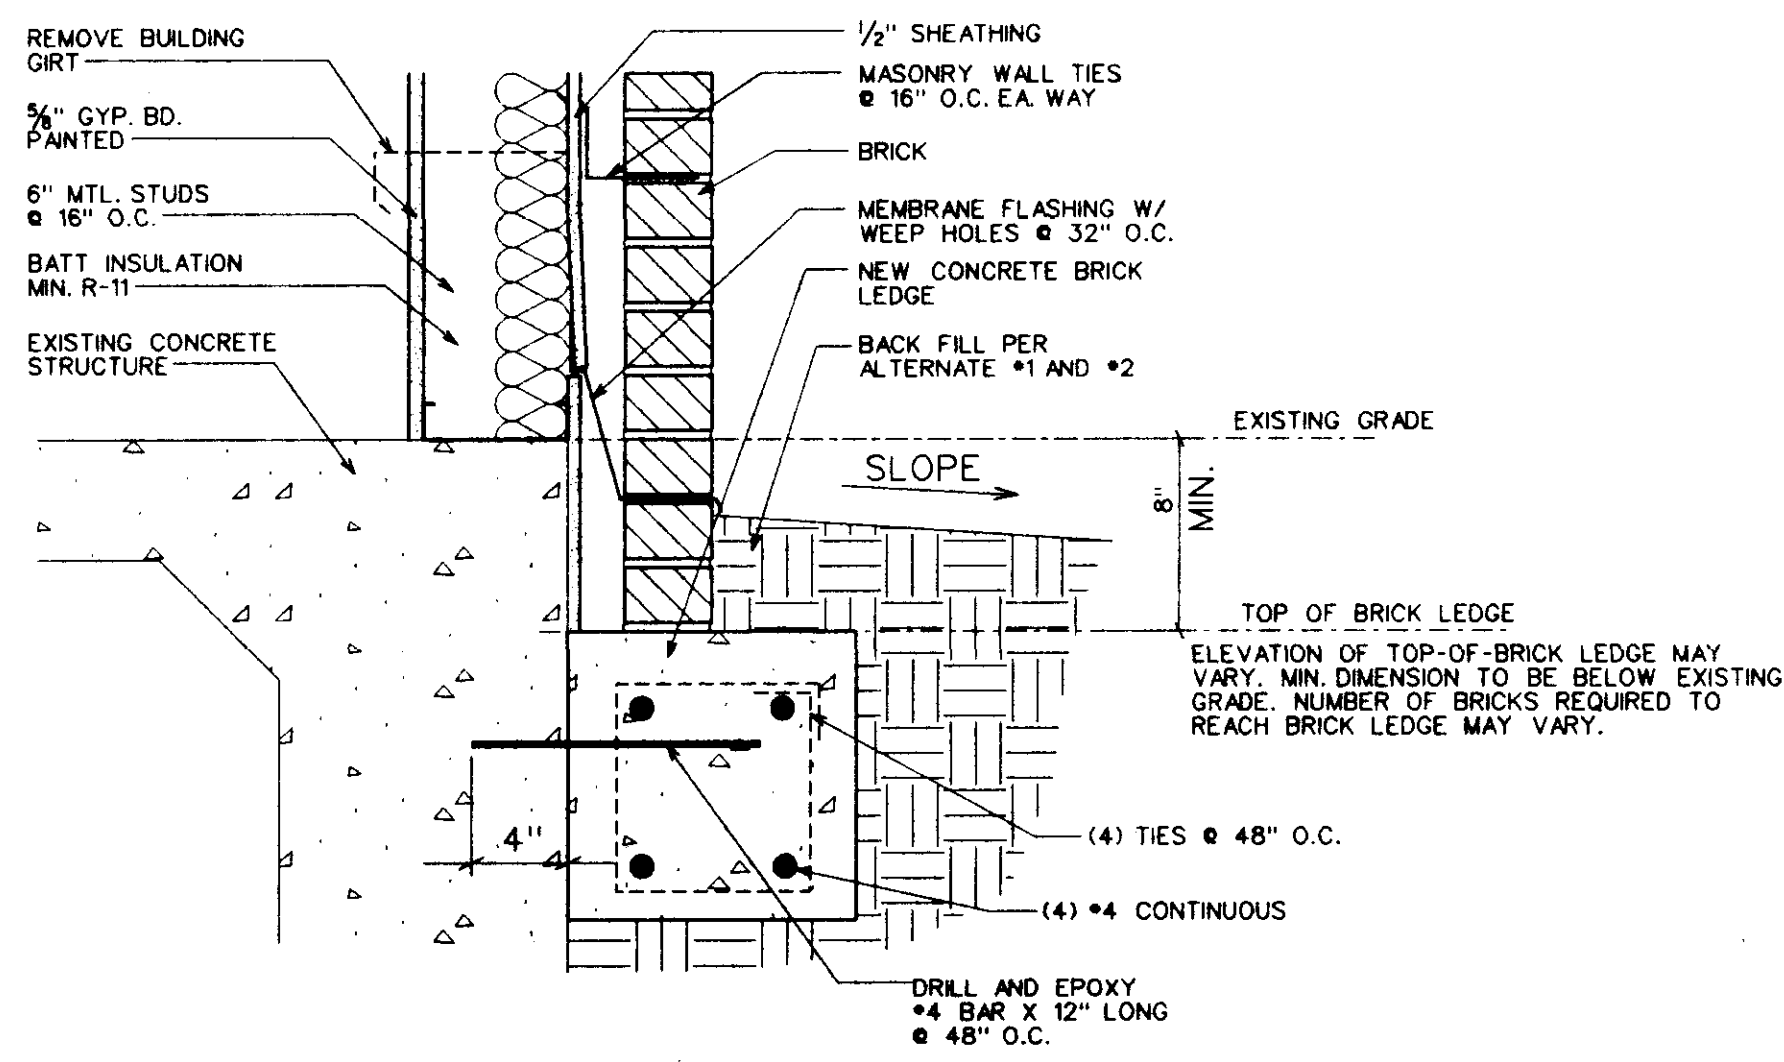 REMOVE BUILDING
GIRT
5/8" GYP. BD.
PAINTED
6" MTL. STUDS
@ 16" O.C.
BATT INSULATION
MIN. R-11
EXISTING CONCRETE
STRUCTURE
1/2" SHEATHING
MASONRY WALL TIES
@ 16" O.C. EA. WAY
BRICK
MEMBRANE FLASHING W/
WEEP HOLES @ 32" O.C.
NEW CONCRETE BRICK
LEDGE
BACK FILL PER
ALTERNATE #1 AND #2
EXISTING GRADE
SLOPE
8"
MIN.
TOP OF BRICK LEDGE
ELEVATION OF TOP-OF-BRICK LEDGE MAY
VARY. MIN. DIMENSION TO BE BELOW EXISTING
GRADE. NUMBER OF BRICKS REQUIRED TO
REACH BRICK LEDGE MAY VARY.
4"
(4) TIES @ 48" O.C.
(4) #4 CONTINUOUS
DRILL AND EPOXY
#4 BAR X 12" LONG
@ 48" O.C.